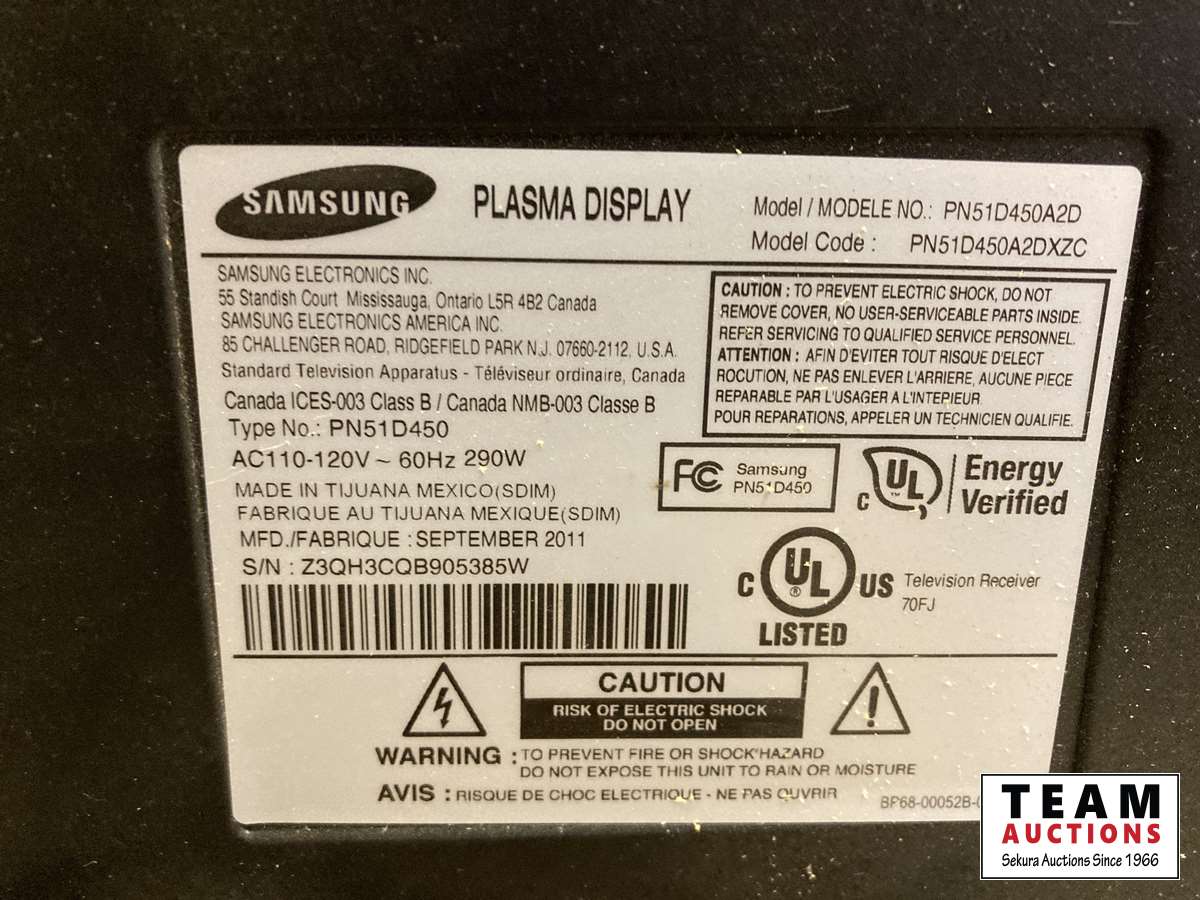 SAMSUNG PLASMA DISPLAY
Model / MODELE NO.: PN51D450A2D
Model Code : PN51D450A2DXZC
SAMSUNG ELECTRONICS INC.
55 Standish Court Mississauga, Ontario L5R 4B2 Canada
SAMSUNG ELECTRONICS AMERICA INC.
85 CHALLENGER ROAD, RIDGEFIELD PARK N.J. 07660-2112, U.S.A.
Standard Television Apparatus - Téléviseur ordinaire, Canada
Canada ICES-003 Class B / Canada NMB-003 Classe B
Type No.: PN51D450
AC110-120V ~ 60Hz 290W
MADE IN TIJUANA MEXICO(SDIM)
FABRIQUE AU TIJUANA MEXIQUE(SDIM)
MFD./FABRIQUE : SEPTEMBER 2011
S/N : Z3QH3CQB905385W
CAUTION : TO PREVENT ELECTRIC SHOCK, DO NOT
REMOVE COVER, NO USER-SERVICEABLE PARTS INSIDE.
REFER SERVICING TO QUALIFIED SERVICE PERSONNEL.
ATTENTION : AFIN D'EVITER TOUT RISQUE D'ELECT
ROCUTION, NE PAS ENLEVER L'ARRIERE, AUCUNE PIECE
REPARABLE PAR L'USAGER A L'INTERIEUR.
POUR REPARATIONS, APPELER UN TECHNICIEN QUALIFIE.
FC Samsung
PN51D450
C UL™ Energy
Verified
C UL® US
LISTED
Television Receiver
70FJ
CAUTION
RISK OF ELECTRIC SHOCK
DO NOT OPEN
WARNING : TO PREVENT FIRE OR SHOCK HAZARD
DO NOT EXPOSE THIS UNIT TO RAIN OR MOISTURE
AVIS : RISQUE DE CHOC ELECTRIQUE - NE PAS OUVRIR
BP68-00052B-
TEAM
AUCTIONS
Sekura Auctions Since 1966